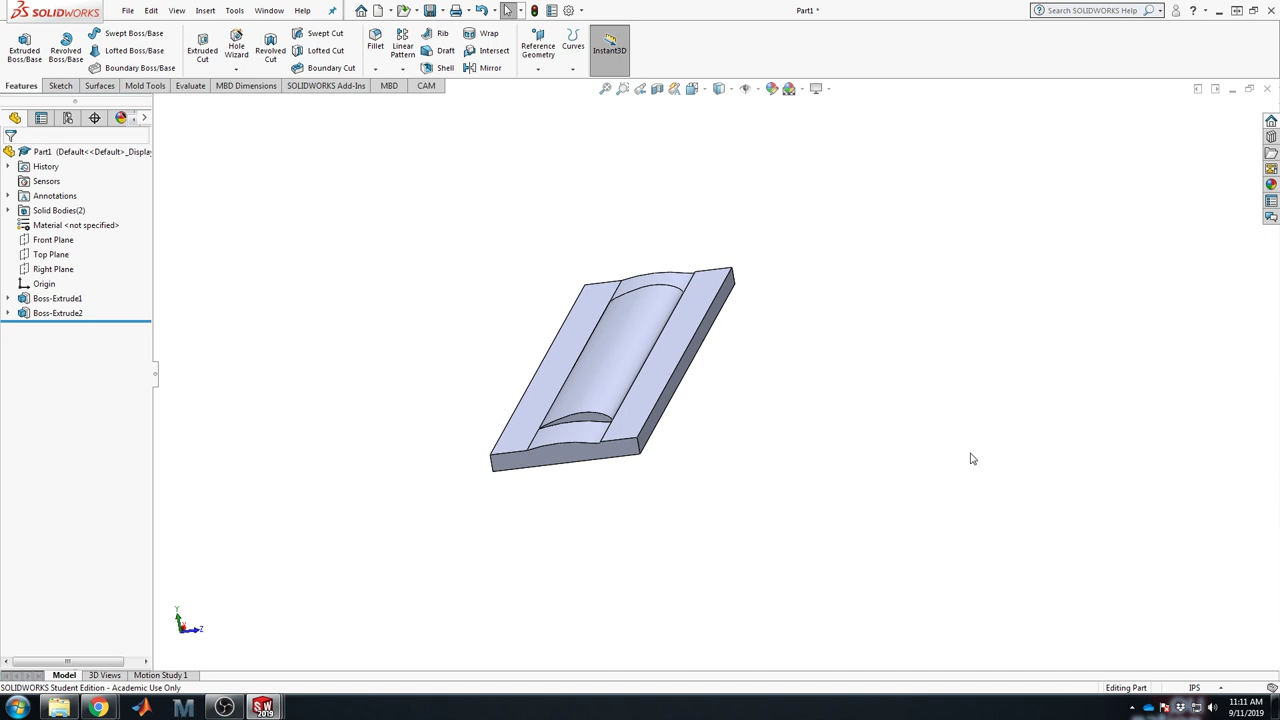 SOLIDWORKS
File
Edit
View
Insert
Tools
Window
Help
Part1 *
Search SOLIDWORKS Help
Extruded Boss/Base
Revolved Boss/Base
Swept Boss/Base
Lofted Boss/Base
Boundary Boss/Base
Extruded Cut
Hole Wizard
Revolved Cut
Swept Cut
Lofted Cut
Boundary Cut
Fillet
Linear Pattern
Rib
Draft
Shell
Wrap
Intersect
Mirror
Reference Geometry
Curves
Instant3D
Features
Sketch
Surfaces
Mold Tools
Evaluate
MBD Dimensions
SOLIDWORKS Add-Ins
MBD
CAM
Part1 (Default<<Default>_Display
History
Sensors
Annotations
Solid Bodies(2)
Material <not specified>
Front Plane
Top Plane
Right Plane
Origin
Boss-Extrude1
Boss-Extrude2
Y
Z
Model
3D Views
Motion Study 1
SOLIDWORKS Student Edition - Academic Use Only
Editing Part
IPS
SW
2019
11:11 AM
9/11/2019